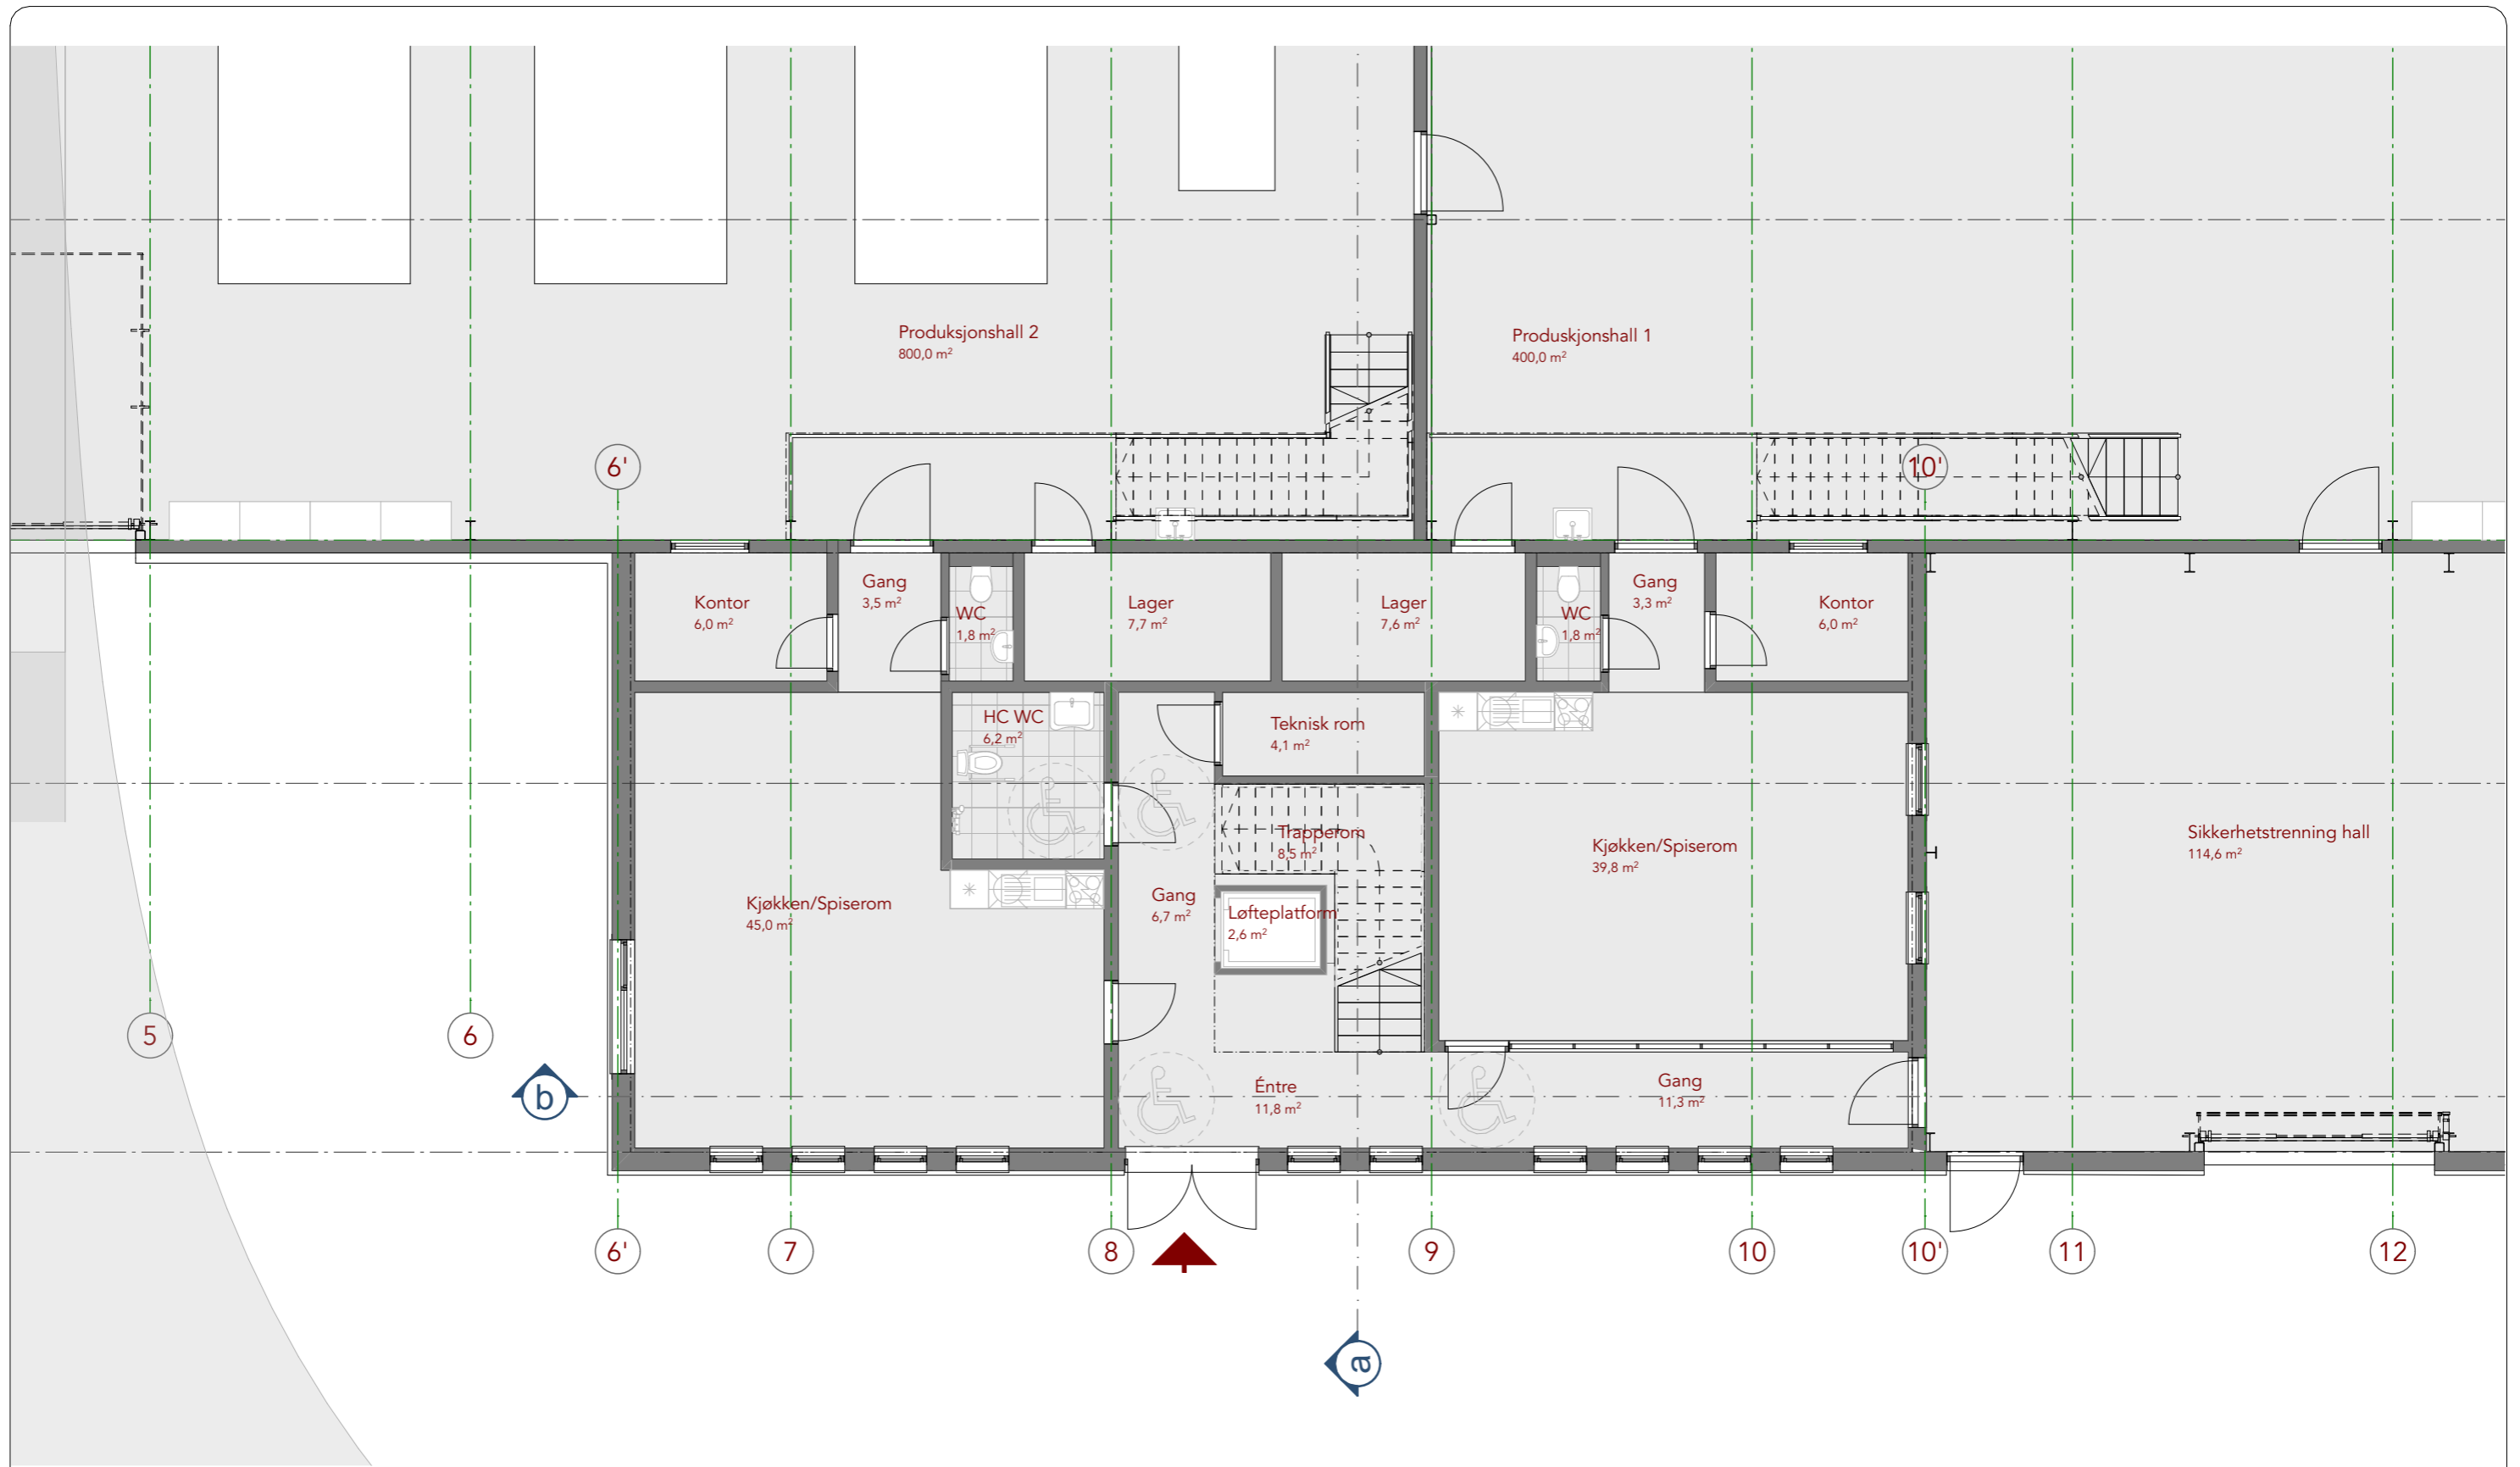 Produksjonshall 2
800,0 m²
Produskjonshall 1
400,0 m²
6'
10'
Kontor
6,0 m²
Gang
3,5 m²
WC
1,8 m²
Lager
7,7 m²
Lager
7,6 m²
WC
1,8 m²
Gang
3,3 m²
Kontor
6,0 m²
HC WC
6,2 m²
Teknisk rom
4,1 m²
Trapperom
8,5 m²
Kjøkken/Spiserom
39,8 m²
Sikkerhetstrenning hall
114,6 m²
Kjøkken/Spiserom
45,0 m²
Gang
6,7 m²
Løfteplatform
2,6 m²
5
6
b
Éntre
11,8 m²
Gang
11,3 m²
6'
7
8
9
10
10'
11
12
a